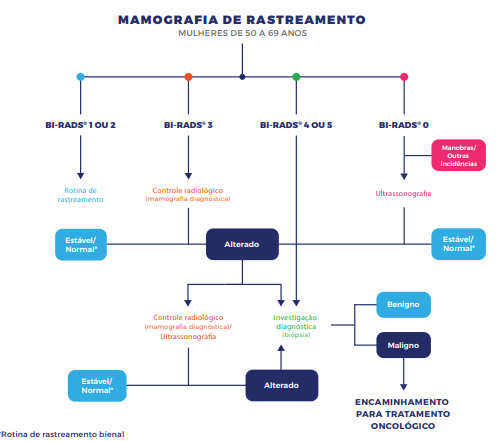 MAMOGRAFIA DE RASTREAMENTO
MULHERES DE 50 A 69 ANOS
BI-RADS® 1 OU 2
BI-RADS® 3
BI-RADS® 4 OU 5
BI-RADS® 0
Manobras/
Outras
incidências
Rotina de
rastreamento
Controle radiológico
(mamografia diagnóstica)
Ultrassonografia
Estável/
Normal*
Alterado
Estável/
Normal*
Controle radiológico
(mamografia diagnóstica)/
Ultrassonografia
Investigação
diagnóstica
(biópsia)
Benigno
Maligno
Estável/
Normal*
Alterado
ENCAMINHAMENTO
PARA TRATAMENTO
ONCOLÓGICO
*Rotina de rastreamento bienal